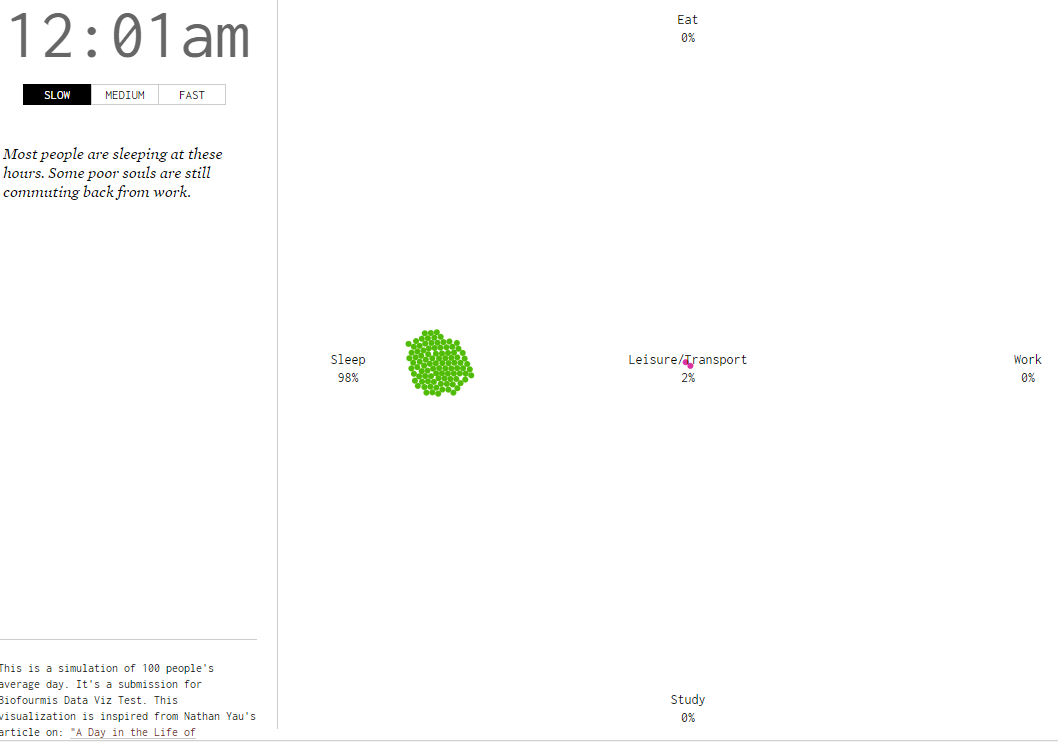 12:01am
SLOW MEDIUM FAST
Most people are sleeping at these
hours. Some poor souls are still
commuting back from work.
Eat
0%
Sleep
98%
Leisure/Transport
2%
Work
0%
Study
0%
This is a simulation of 100 people's
average day. It's a submission for
Biofourmis Data Viz Test. This
visualization is inspired from Nathan Yau's
article on: "A Day in the Life of